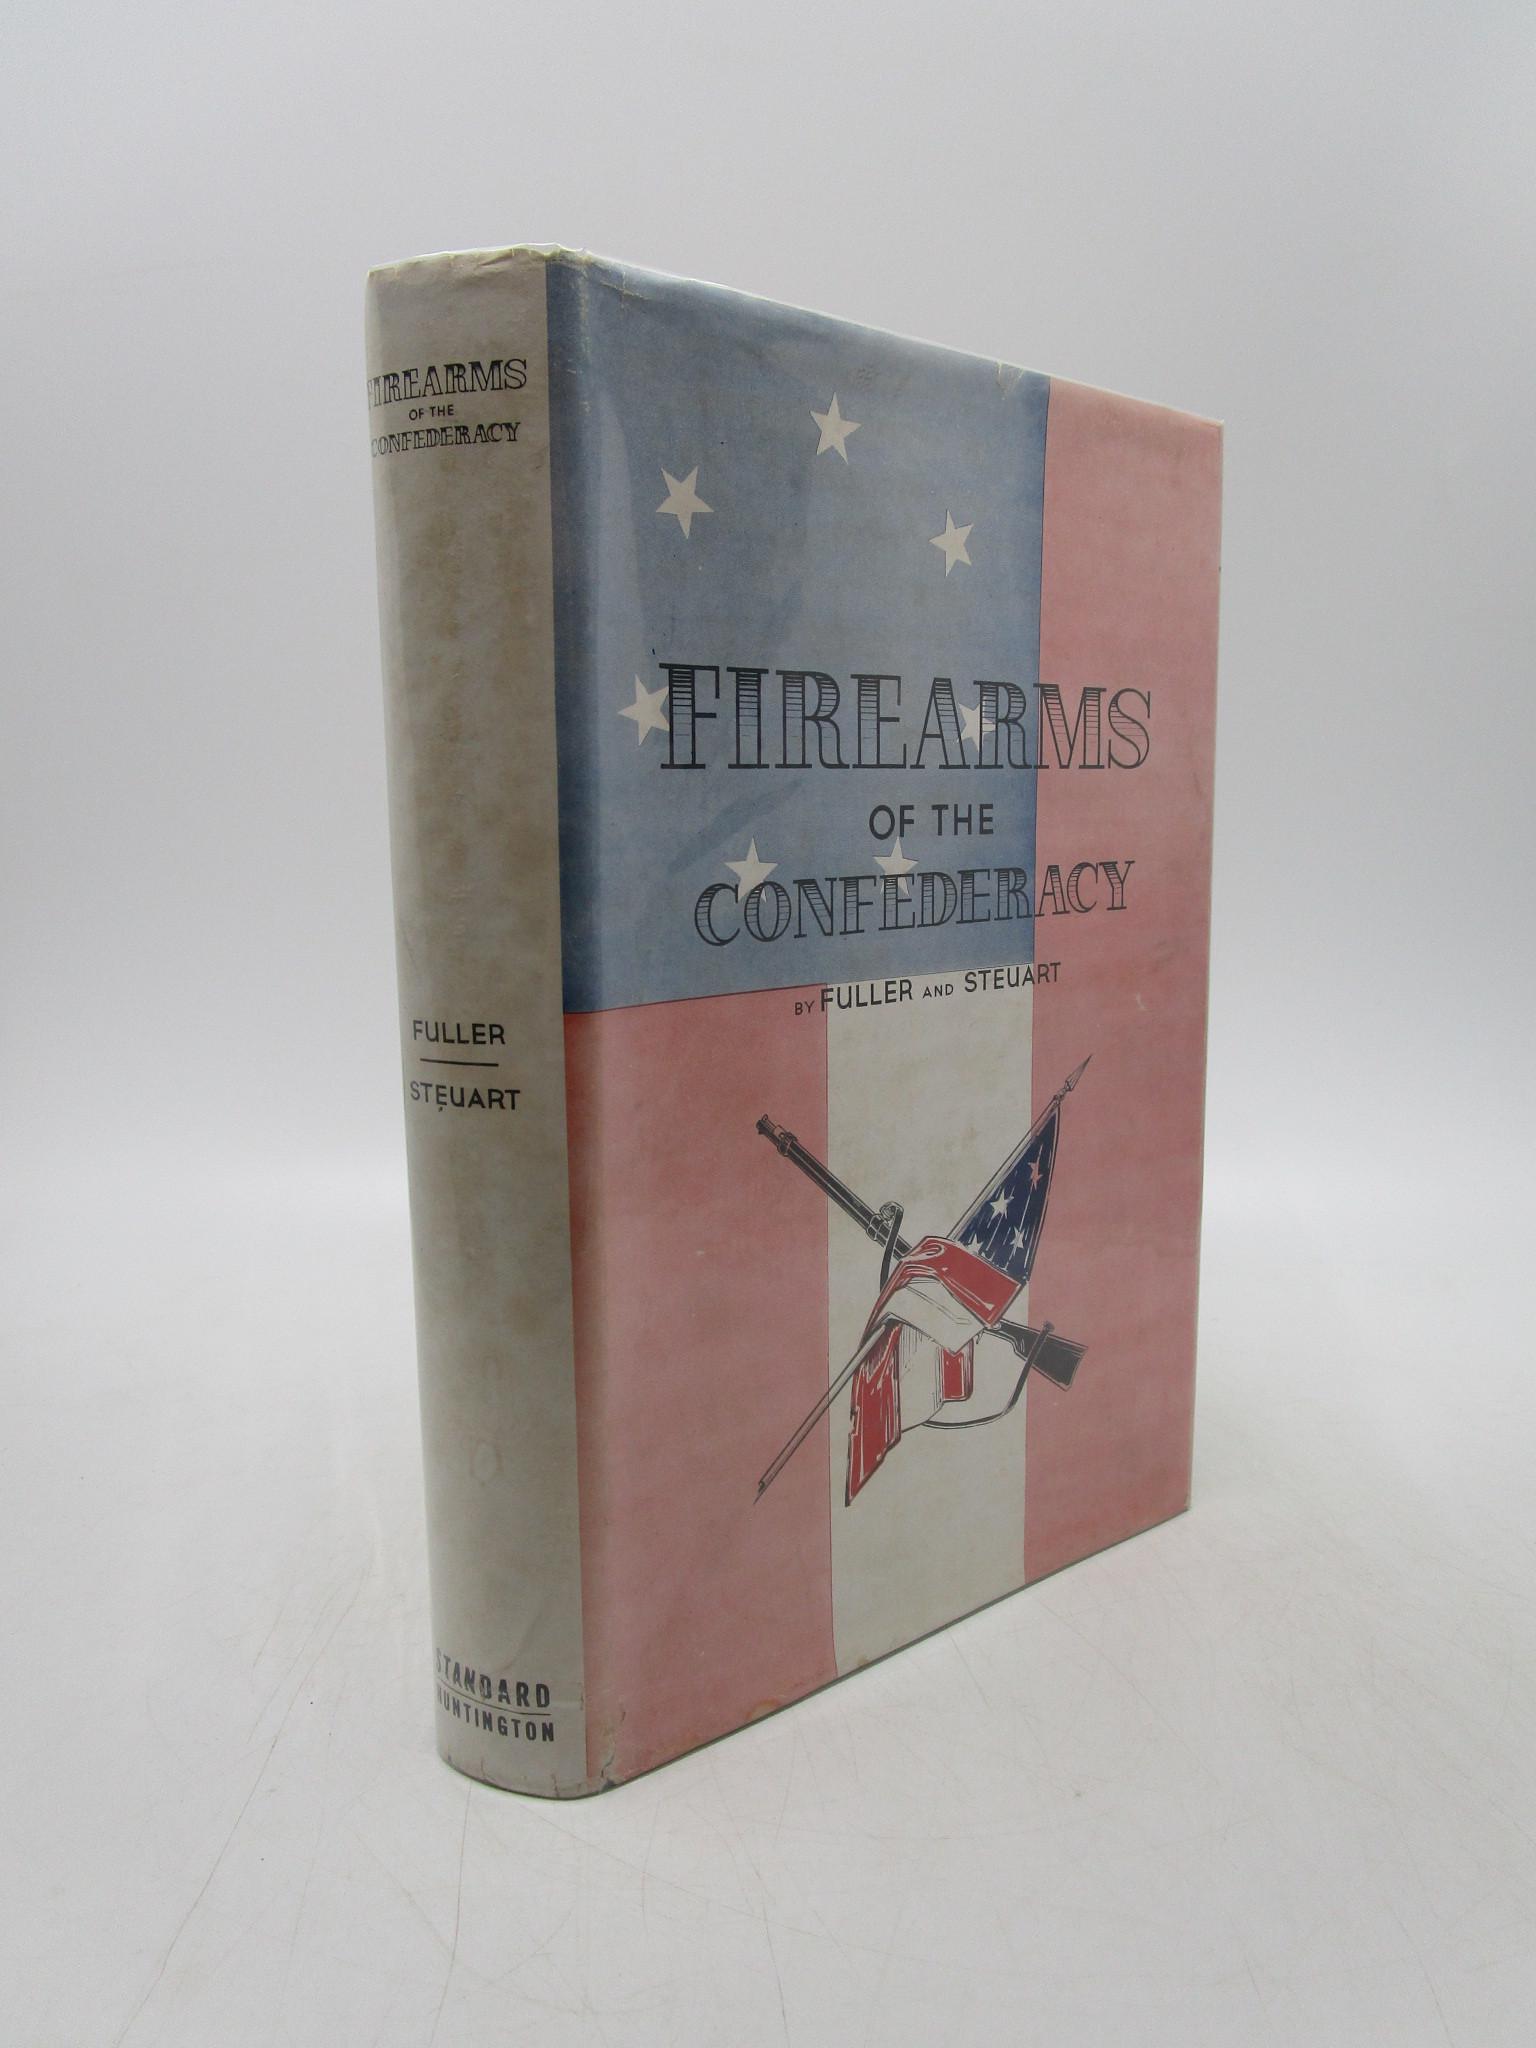 FIREARMS
OF THE
CONFEDERACY
FULLER
STEUART
STANDARD
HUNTINGTON
FIREARMS
OF THE
CONFEDERACY
BY FULLER AND STEUART